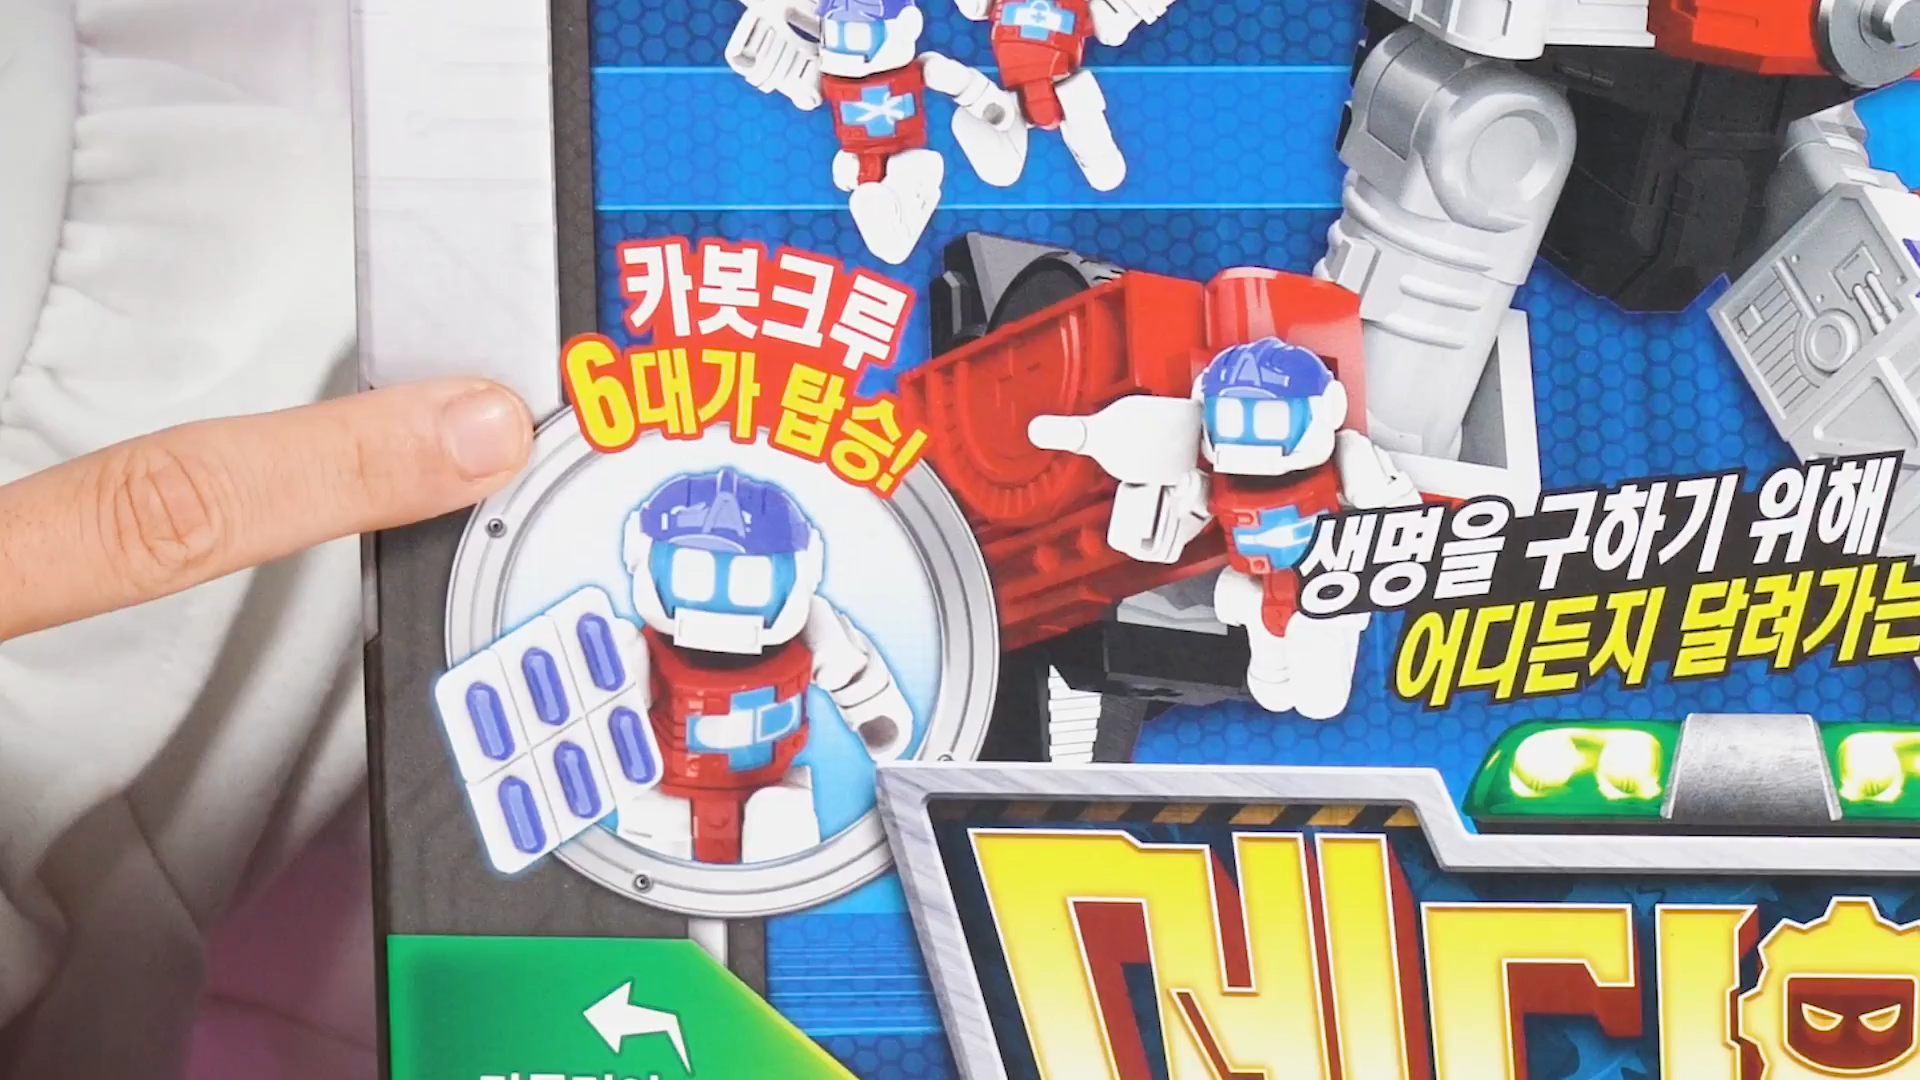 카봇크루
6대가 탑승!
생명을 구하기 위해
어디든지 달려가는